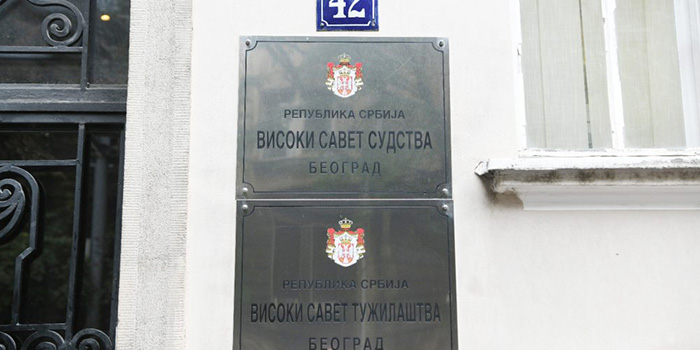 42
РЕПУБЛИКА СРБИЈА
ВИСОКИ САВЕТ СУДСТВА
БЕОГРАД
РЕПУБЛИКА СРБИЈА
ВИСОКИ САВЕТ ТУЖИЛАШТВА
БЕОГРАД